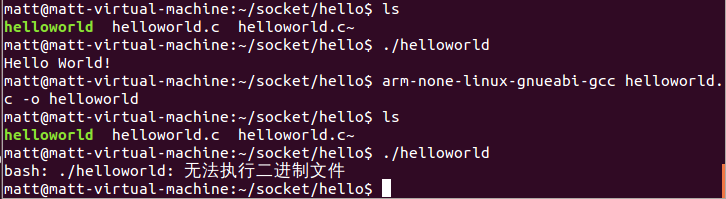 matt@matt-virtual-machine:~/socket/hello$ ls
helloworld  helloworld.c  helloworld.c~
matt@matt-virtual-machine:~/socket/hello$ ./helloworld
Hello World!
matt@matt-virtual-machine:~/socket/hello$ arm-none-linux-gnueabi-gcc helloworld.
c -o helloworld
matt@matt-virtual-machine:~/socket/hello$ ls
helloworld  helloworld.c  helloworld.c~
matt@matt-virtual-machine:~/socket/hello$ ./helloworld
bash: ./helloworld: 无法执行二进制文件
matt@matt-virtual-machine:~/socket/hello$